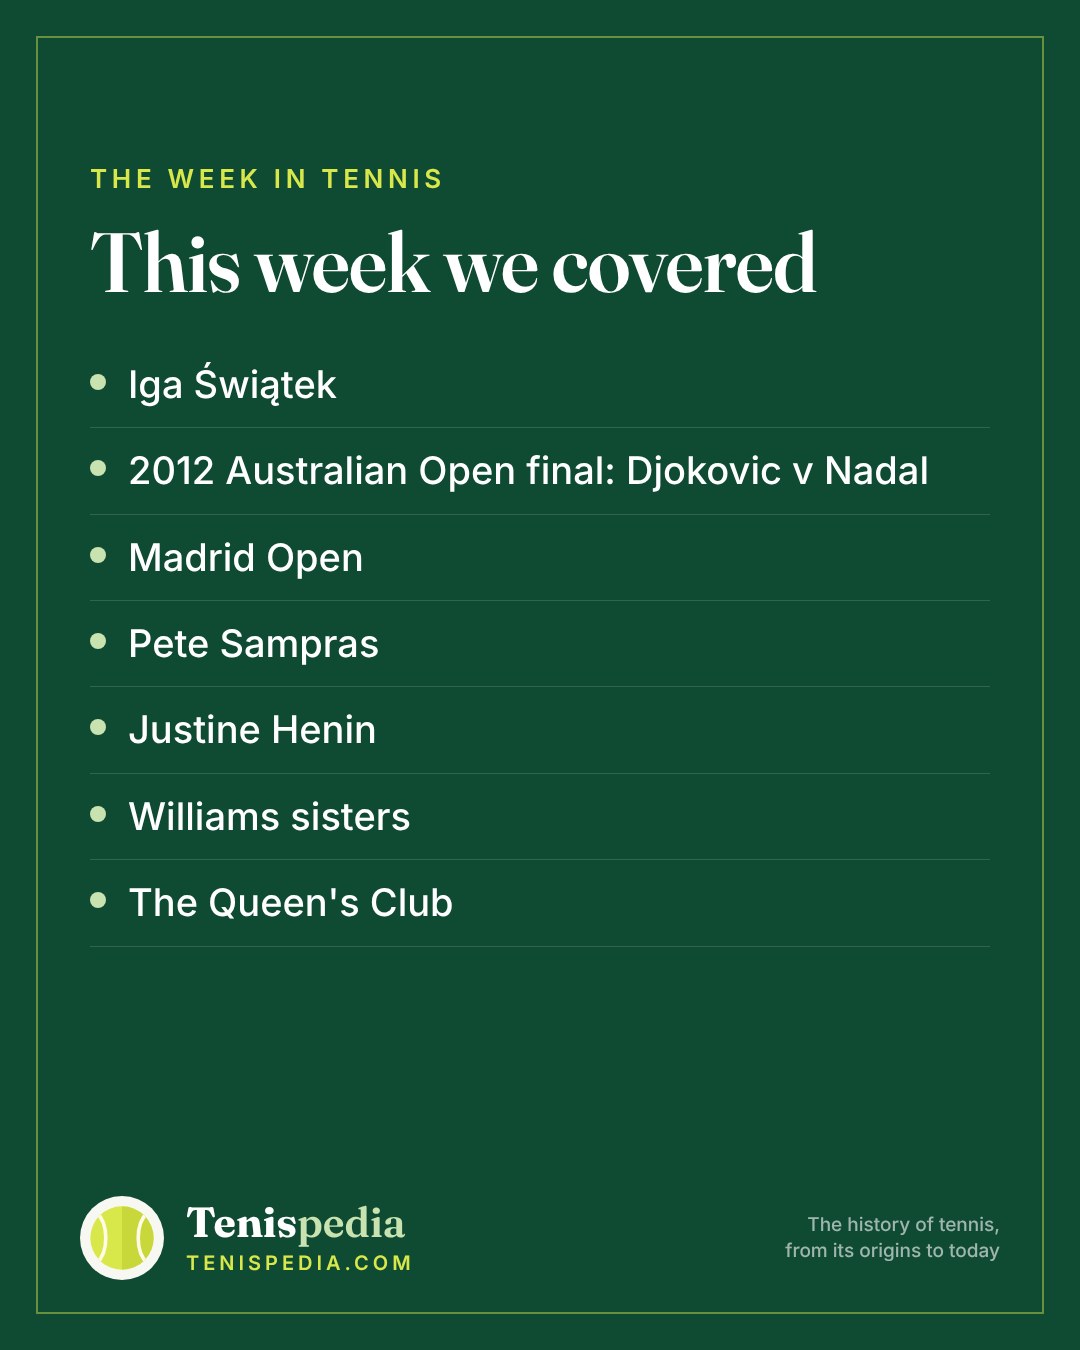 THE WEEK IN TENNIS
This week we covered
Iga Świątek
2012 Australian Open final: Djokovic v Nadal
Madrid Open
Pete Sampras
Justine Henin
Williams sisters
The Queen's Club
Tenispedia
TENISPEDIA.COM
The history of tennis,
from its origins to today